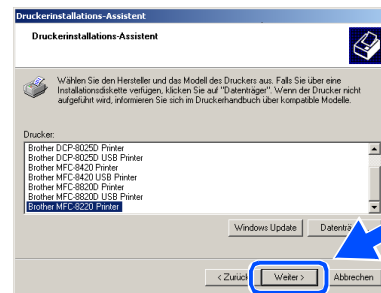 Druckerinstallations-Assistent
Druckerinstallations-Assistent
Wählen Sie den Hersteller und das Modell des Druckers aus. Falls Sie über eine
Installationsdiskette verfügen, klicken Sie auf "Datenträger". Wenn der Drucker nicht
aufgeführt wird, informieren Sie sich im Druckerhandbuch über kompatible Modelle.
Drucker:
Brother DCP-8025D Printer
Brother DCP-8025D USB Printer
Brother MFC-8420 Printer
Brother MFC-8420 USB Printer
Brother MFC-8820D Printer
Brother MFC-8820D USB Printer
Brother MFC-8220 Printer
Windows Update
< Zurück Weiter > Abbrechen